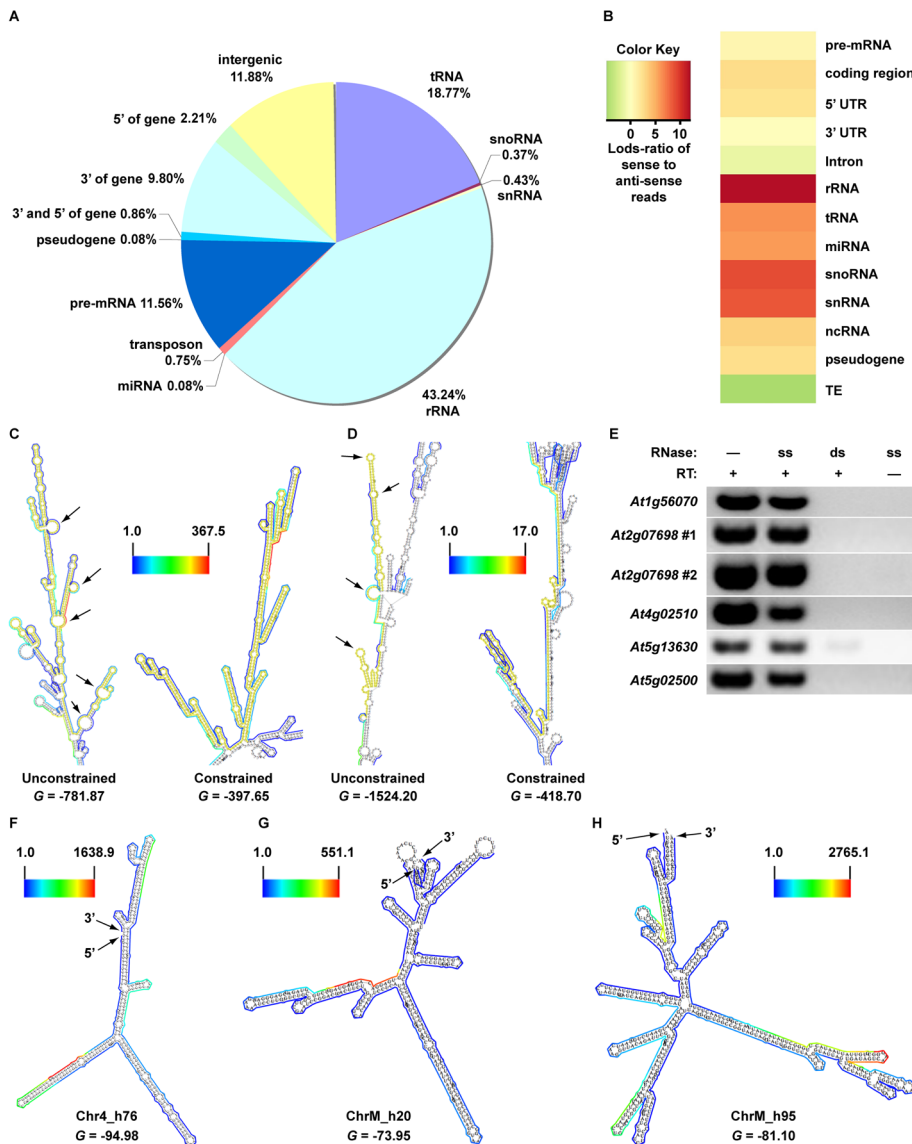 A
intergenic
11.88%
tRNA
18.77%
5’ of gene 2.21%
snoRNA
0.37%
0.43%
snRNA
3’ of gene 9.80%
3’ and 5’ of gene 0.86%
pseudogene 0.08%
pre-mRNA 11.56%
transposon
0.75%
miRNA 0.08%
43.24%
rRNA
B
Color Key
0 5 10
Lods-ratio of
sense to
anti-sense
reads
pre-mRNA
coding region
5’ UTR
3’ UTR
Intron
rRNA
tRNA
miRNA
snoRNA
snRNA
ncRNA
pseudogene
TE
C
1.0 367.5
Unconstrained
G = -781.87
Constrained
G = -397.65
D
1.0 17.0
Unconstrained
G = -1524.20
Constrained
G = -418.70
E
RNase: — ss ds ss
RT: + + + —
At1g56070
At2g07698 #1
At2g07698 #2
At4g02510
At5g13630
At5g02500
F
1.0 1638.9
3’
5’
Chr4_h76
G = -94.98
G
1.0 551.1
3’
5’
ChrM_h20
G = -73.95
H
5’ 3’
1.0 2765.1
ChrM_h95
G = -81.10